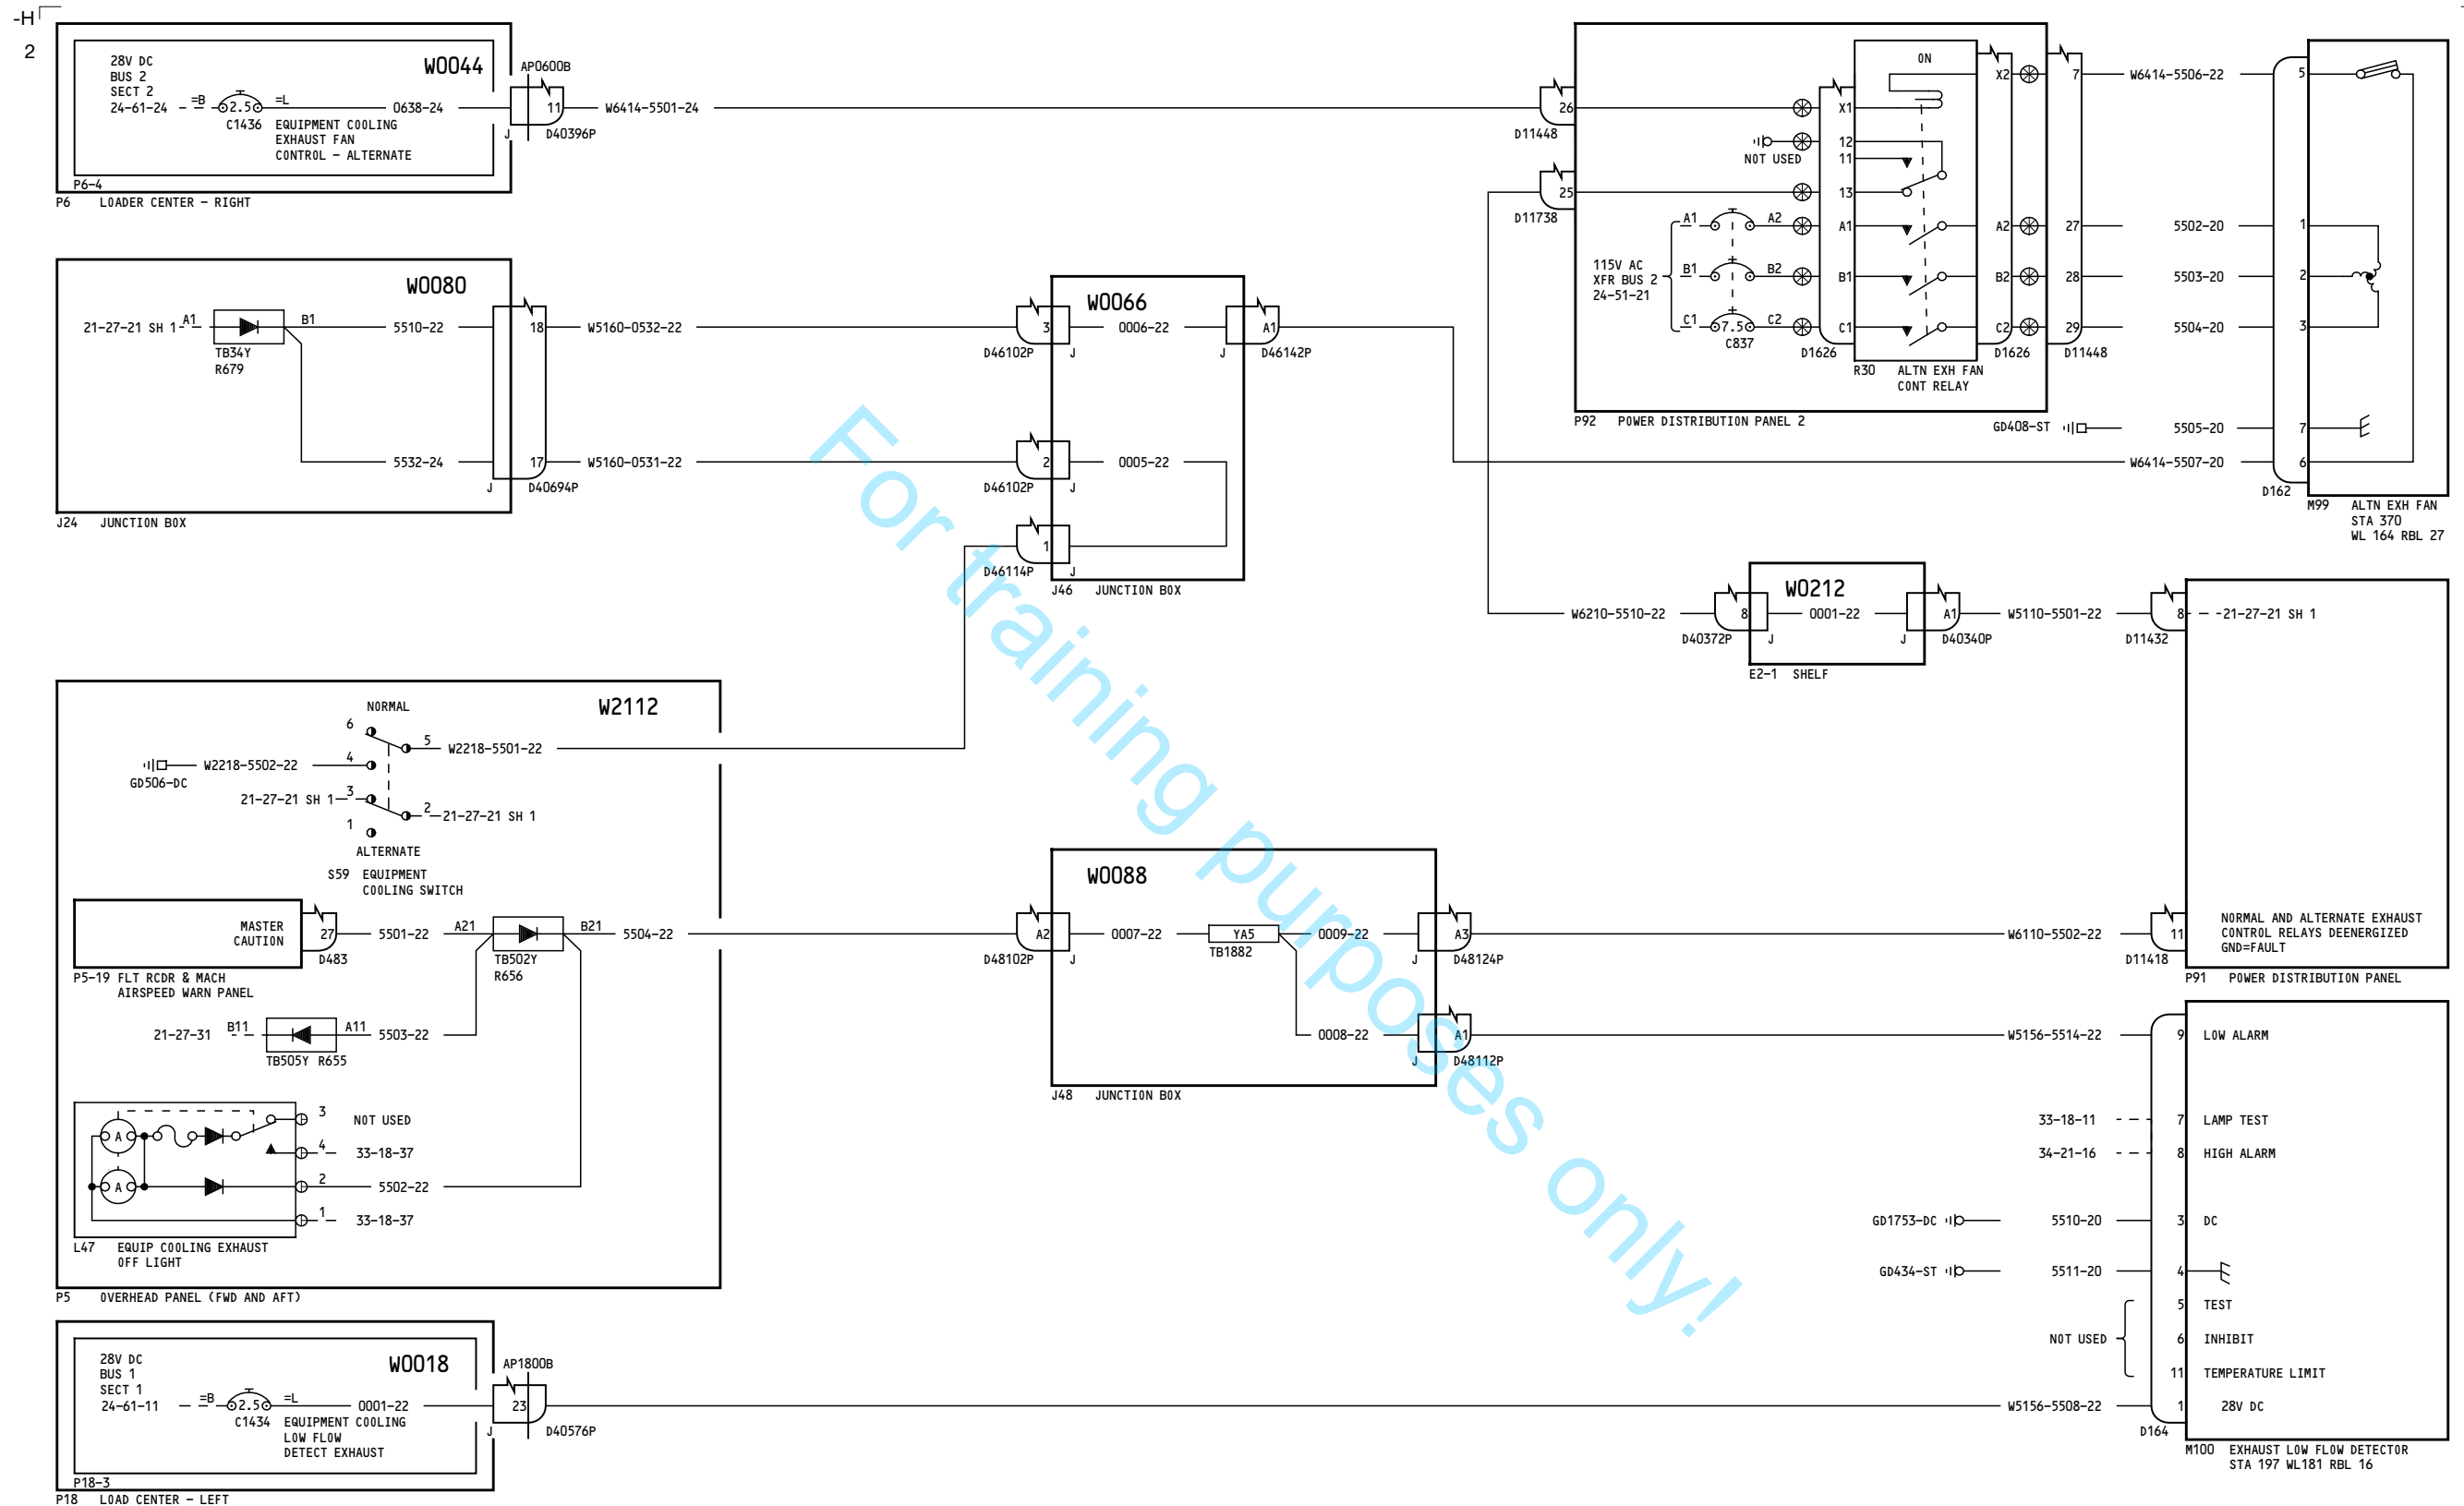 -H
2
28V DC
BUS 2
SECT 2
24-61-24
=B
2.5
=L
C1436
EQUIPMENT COOLING
EXHAUST FAN
CONTROL - ALTERNATE
W0044
0638-24
P6-4
P6 LOADER CENTER - RIGHT
AP0600B
11
J
D40396P
W6414-5501-24
26
D11448
25
D11738
X1
NOT USED
12
11
13
ON
X2
7
W6414-5506-22
5
A1
A2
A1
A2
27
5502-20
1
115V AC
XFR BUS 2
24-51-21
B1
B2
B1
B2
28
5503-20
2
C1
7.5
C2
C1
C2
29
5504-20
3
C837
D1626
D1626
D11448
R30 ALTN EXH FAN
CONT RELAY
P92 POWER DISTRIBUTION PANEL 2
GD408-ST
5505-20
7
W6414-5507-20
6
D162
M99 ALTN EXH FAN
STA 370
WL 164 RBL 27
W0080
21-27-21 SH 1
A1
B1
TB34Y
R679
5510-22
18
W5160-0532-22
5532-24
17
W5160-0531-22
J
D40694P
J24 JUNCTION BOX
W0066
3
0006-22
A1
D46102P
J
J
D46142P
2
0005-22
D46102P
J
1
D46114P
J
J46 JUNCTION BOX
W6210-5510-22
8
W0212
0001-22
A1
W5110-5501-22
8
21-27-21 SH 1
D40372P
J
J
D40340P
D11432
E2-1 SHELF
W2112
NORMAL
6
5
W2218-5501-22
4
W2218-5502-22
GD506-DC
21-27-21 SH 1
3
2
21-27-21 SH 1
1
ALTERNATE
S59 EQUIPMENT
COOLING SWITCH
MASTER
CAUTION
27
D483
5501-22
A21
B21
5504-22
TB502Y
R656
P5-19 FLT RCDR & MACH
AIRSPEED WARN PANEL
21-27-31
B11
A11
5503-22
TB505Y R655
A
A
3
NOT USED
4
33-18-37
2
5502-22
1
33-18-37
L47 EQUIP COOLING EXHAUST
OFF LIGHT
P5 OVERHEAD PANEL (FWD AND AFT)
W0088
A2
0007-22
YA5
0009-22
A3
W6110-5502-22
11
D48102P
J
TB1882
J
D48124P
D11418
0008-22
A1
W5156-5514-22
J
D48112P
J48 JUNCTION BOX
NORMAL AND ALTERNATE EXHAUST
CONTROL RELAYS DEENERGIZED
GND=FAULT
P91 POWER DISTRIBUTION PANEL
9 LOW ALARM
33-18-11
7 LAMP TEST
34-21-16
8 HIGH ALARM
GD1753-DC
5510-20
3 DC
GD434-ST
5511-20
4
5 TEST
NOT USED
6 INHIBIT
11 TEMPERATURE LIMIT
W5156-5508-22
1 28V DC
D164
M100 EXHAUST LOW FLOW DETECTOR
STA 197 WL181 RBL 16
28V DC
BUS 1
SECT 1
24-61-11
=B
2.5
=L
C1434
EQUIPMENT COOLING
LOW FLOW
DETECT EXHAUST
W0018
0001-22
P18-3
P18 LOAD CENTER - LEFT
AP1800B
23
J
D40576P
For training purposes only!